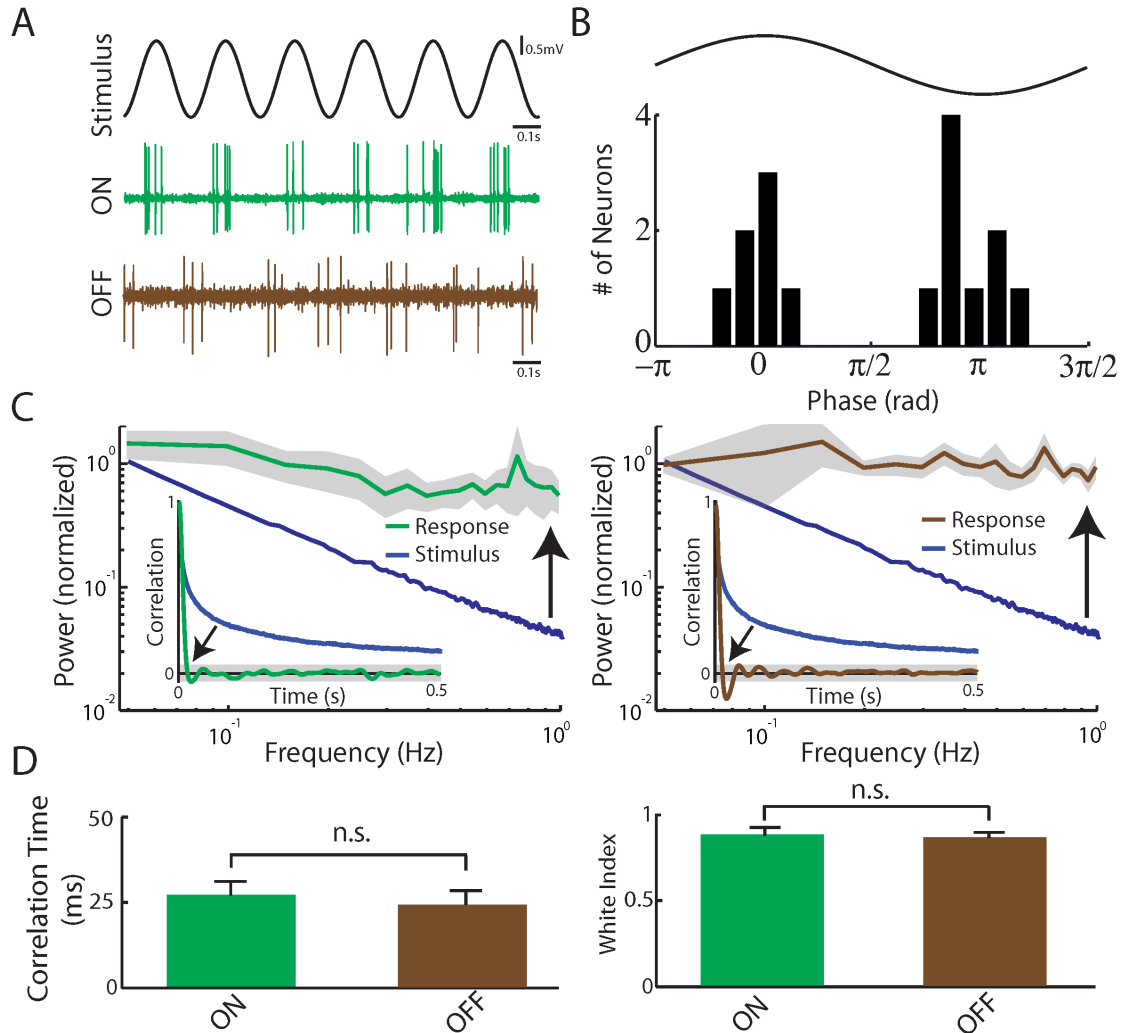 A
Stimulus
0.5mV
0.1s
ON
OFF
0.1s
B
# of Neurons
4
2
0
−π
0
π/2
π
3π/2
Phase (rad)
C
Power (normalized)
10^0
10^-1
10^-2
Response
Stimulus
Correlation
1
0
0
Time (s)
0.5
10^-1
10^0
Frequency (Hz)
Power (normalized)
10^0
10^-1
10^-2
Response
Stimulus
Correlation
1
0
0
Time (s)
0.5
10^-1
10^0
Frequency (Hz)
D
Correlation Time
(ms)
50
25
0
n.s.
ON
OFF
White Index
1
0.5
0
n.s.
ON
OFF